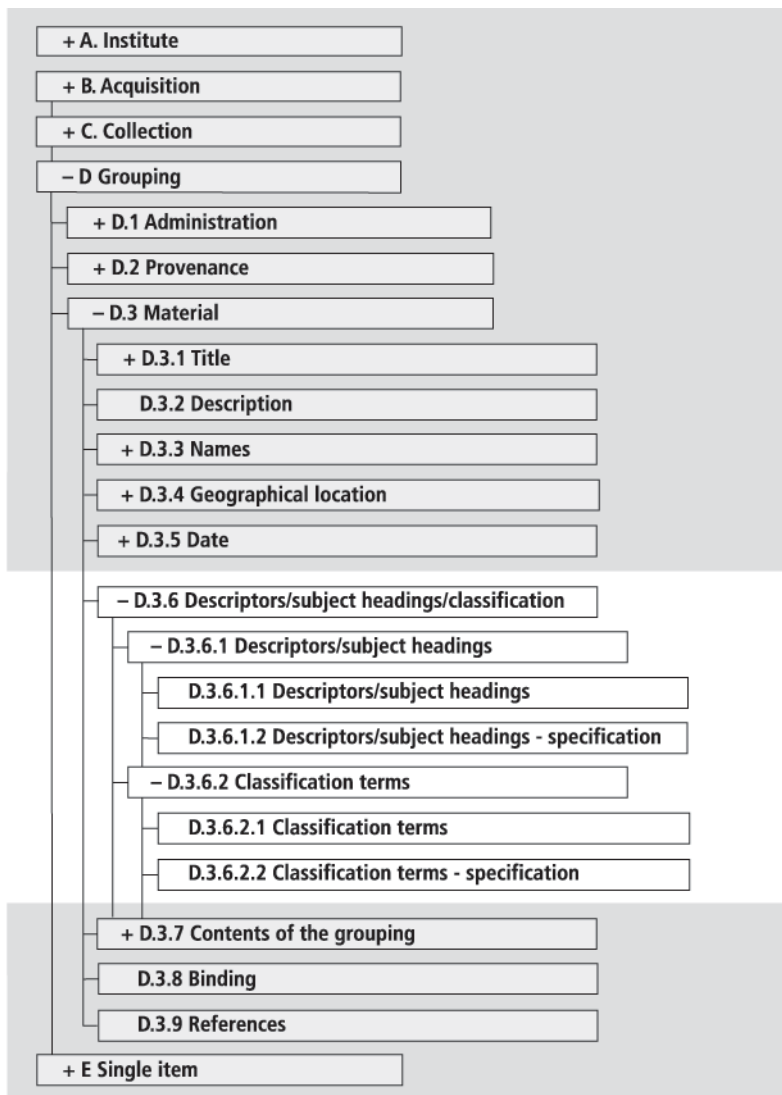 + A. Institute
+ B. Acquisition
+ C. Collection
– D Grouping
+ D.1 Administration
+ D.2 Provenance
– D.3 Material
+ D.3.1 Title
D.3.2 Description
+ D.3.3 Names
+ D.3.4 Geographical location
+ D.3.5 Date
– D.3.6 Descriptors/subject headings/classification
– D.3.6.1 Descriptors/subject headings
D.3.6.1.1 Descriptors/subject headings
D.3.6.1.2 Descriptors/subject headings - specification
– D.3.6.2 Classification terms
D.3.6.2.1 Classification terms
D.3.6.2.2 Classification terms - specification
+ D.3.7 Contents of the grouping
D.3.8 Binding
D.3.9 References
+ E Single item